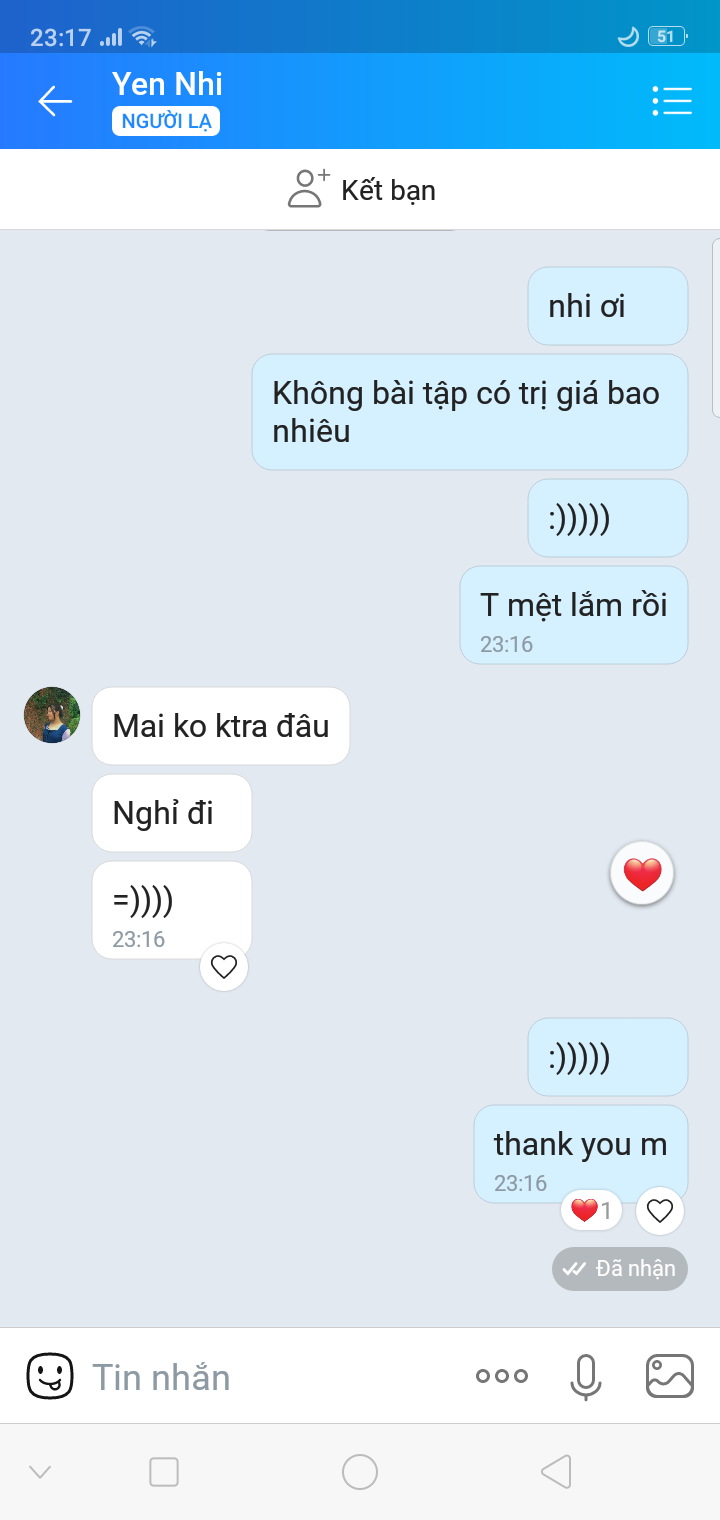 23:17
51
Yen Nhi
NGƯỜI LẠ
Kết bạn
nhi ơi
Không bài tập có trị giá bao
nhiêu
:)))))
T mệt lắm rồi
23:16
Mai ko ktra đâu
Nghỉ đi
=))))
23:16
:)))))
thank you m
23:16
1
Đã nhận
Tin nhắn